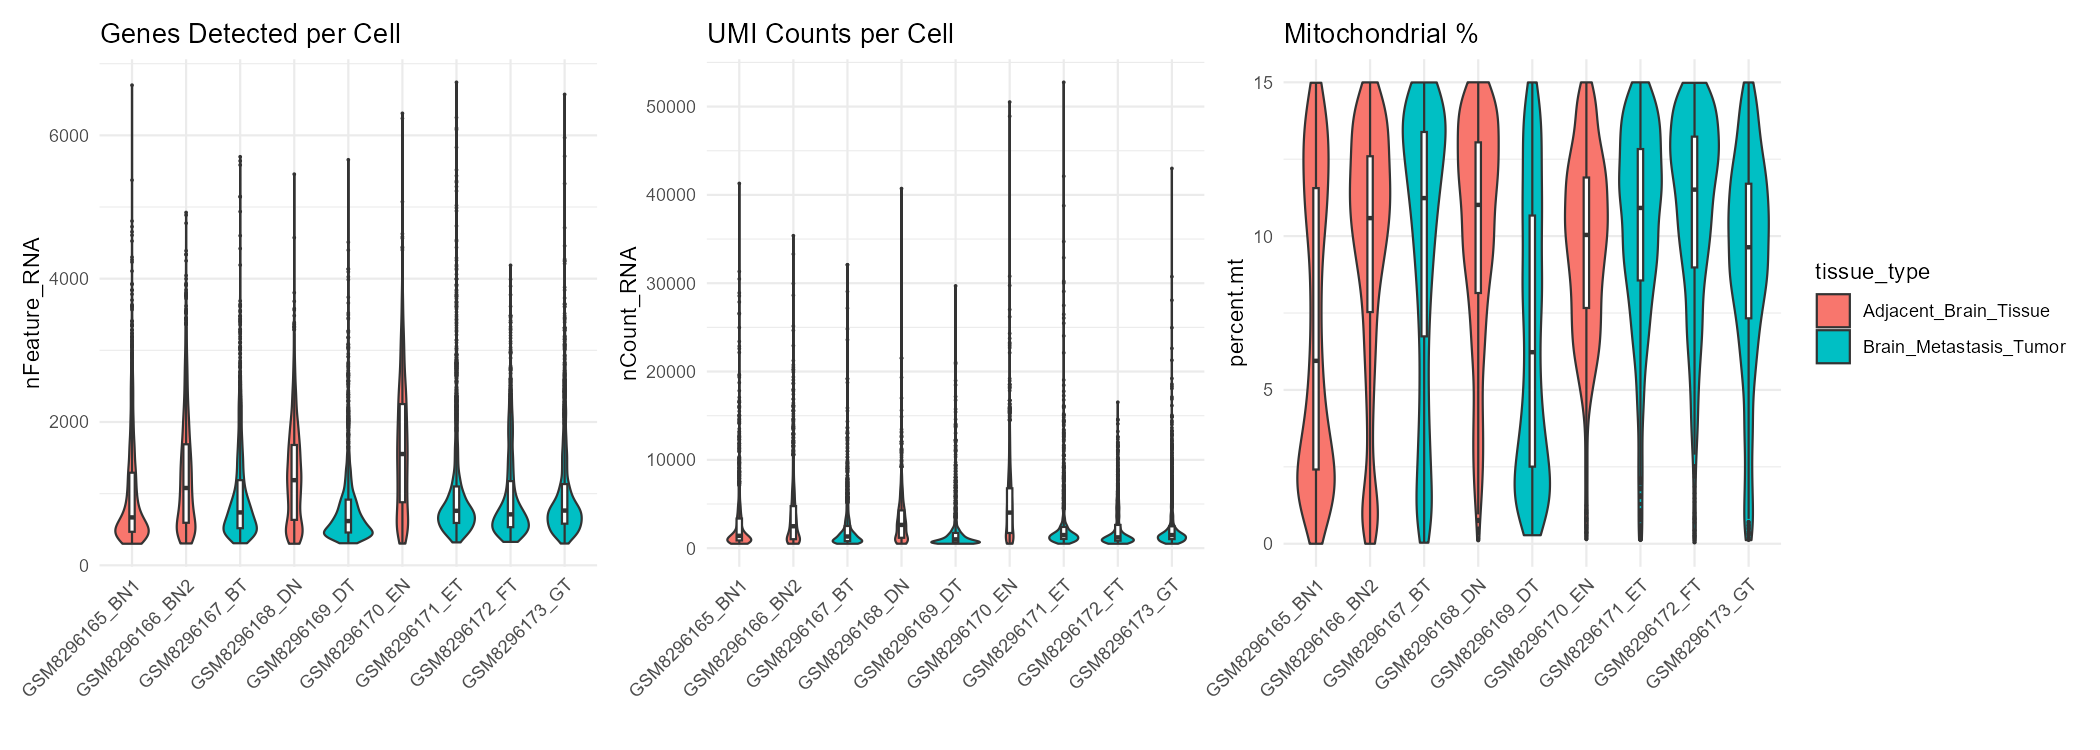 Genes Detected per Cell
nFeature_RNA
6000
4000
2000
0
GSM8296165_BN1
GSM8296166_BN2
GSM8296167_BT
GSM8296168_DN
GSM8296169_DT
GSM8296170_EN
GSM8296171_ET
GSM8296172_FT
GSM8296173_GT
UMI Counts per Cell
nCount_RNA
50000
40000
30000
20000
10000
0
GSM8296165_BN1
GSM8296166_BN2
GSM8296167_BT
GSM8296168_DN
GSM8296169_DT
GSM8296170_EN
GSM8296171_ET
GSM8296172_FT
GSM8296173_GT
Mitochondrial %
percent.mt
15
10
5
0
GSM8296165_BN1
GSM8296166_BN2
GSM8296167_BT
GSM8296168_DN
GSM8296169_DT
GSM8296170_EN
GSM8296171_ET
GSM8296172_FT
GSM8296173_GT
tissue_type
Adjacent_Brain_Tissue
Brain_Metastasis_Tumor